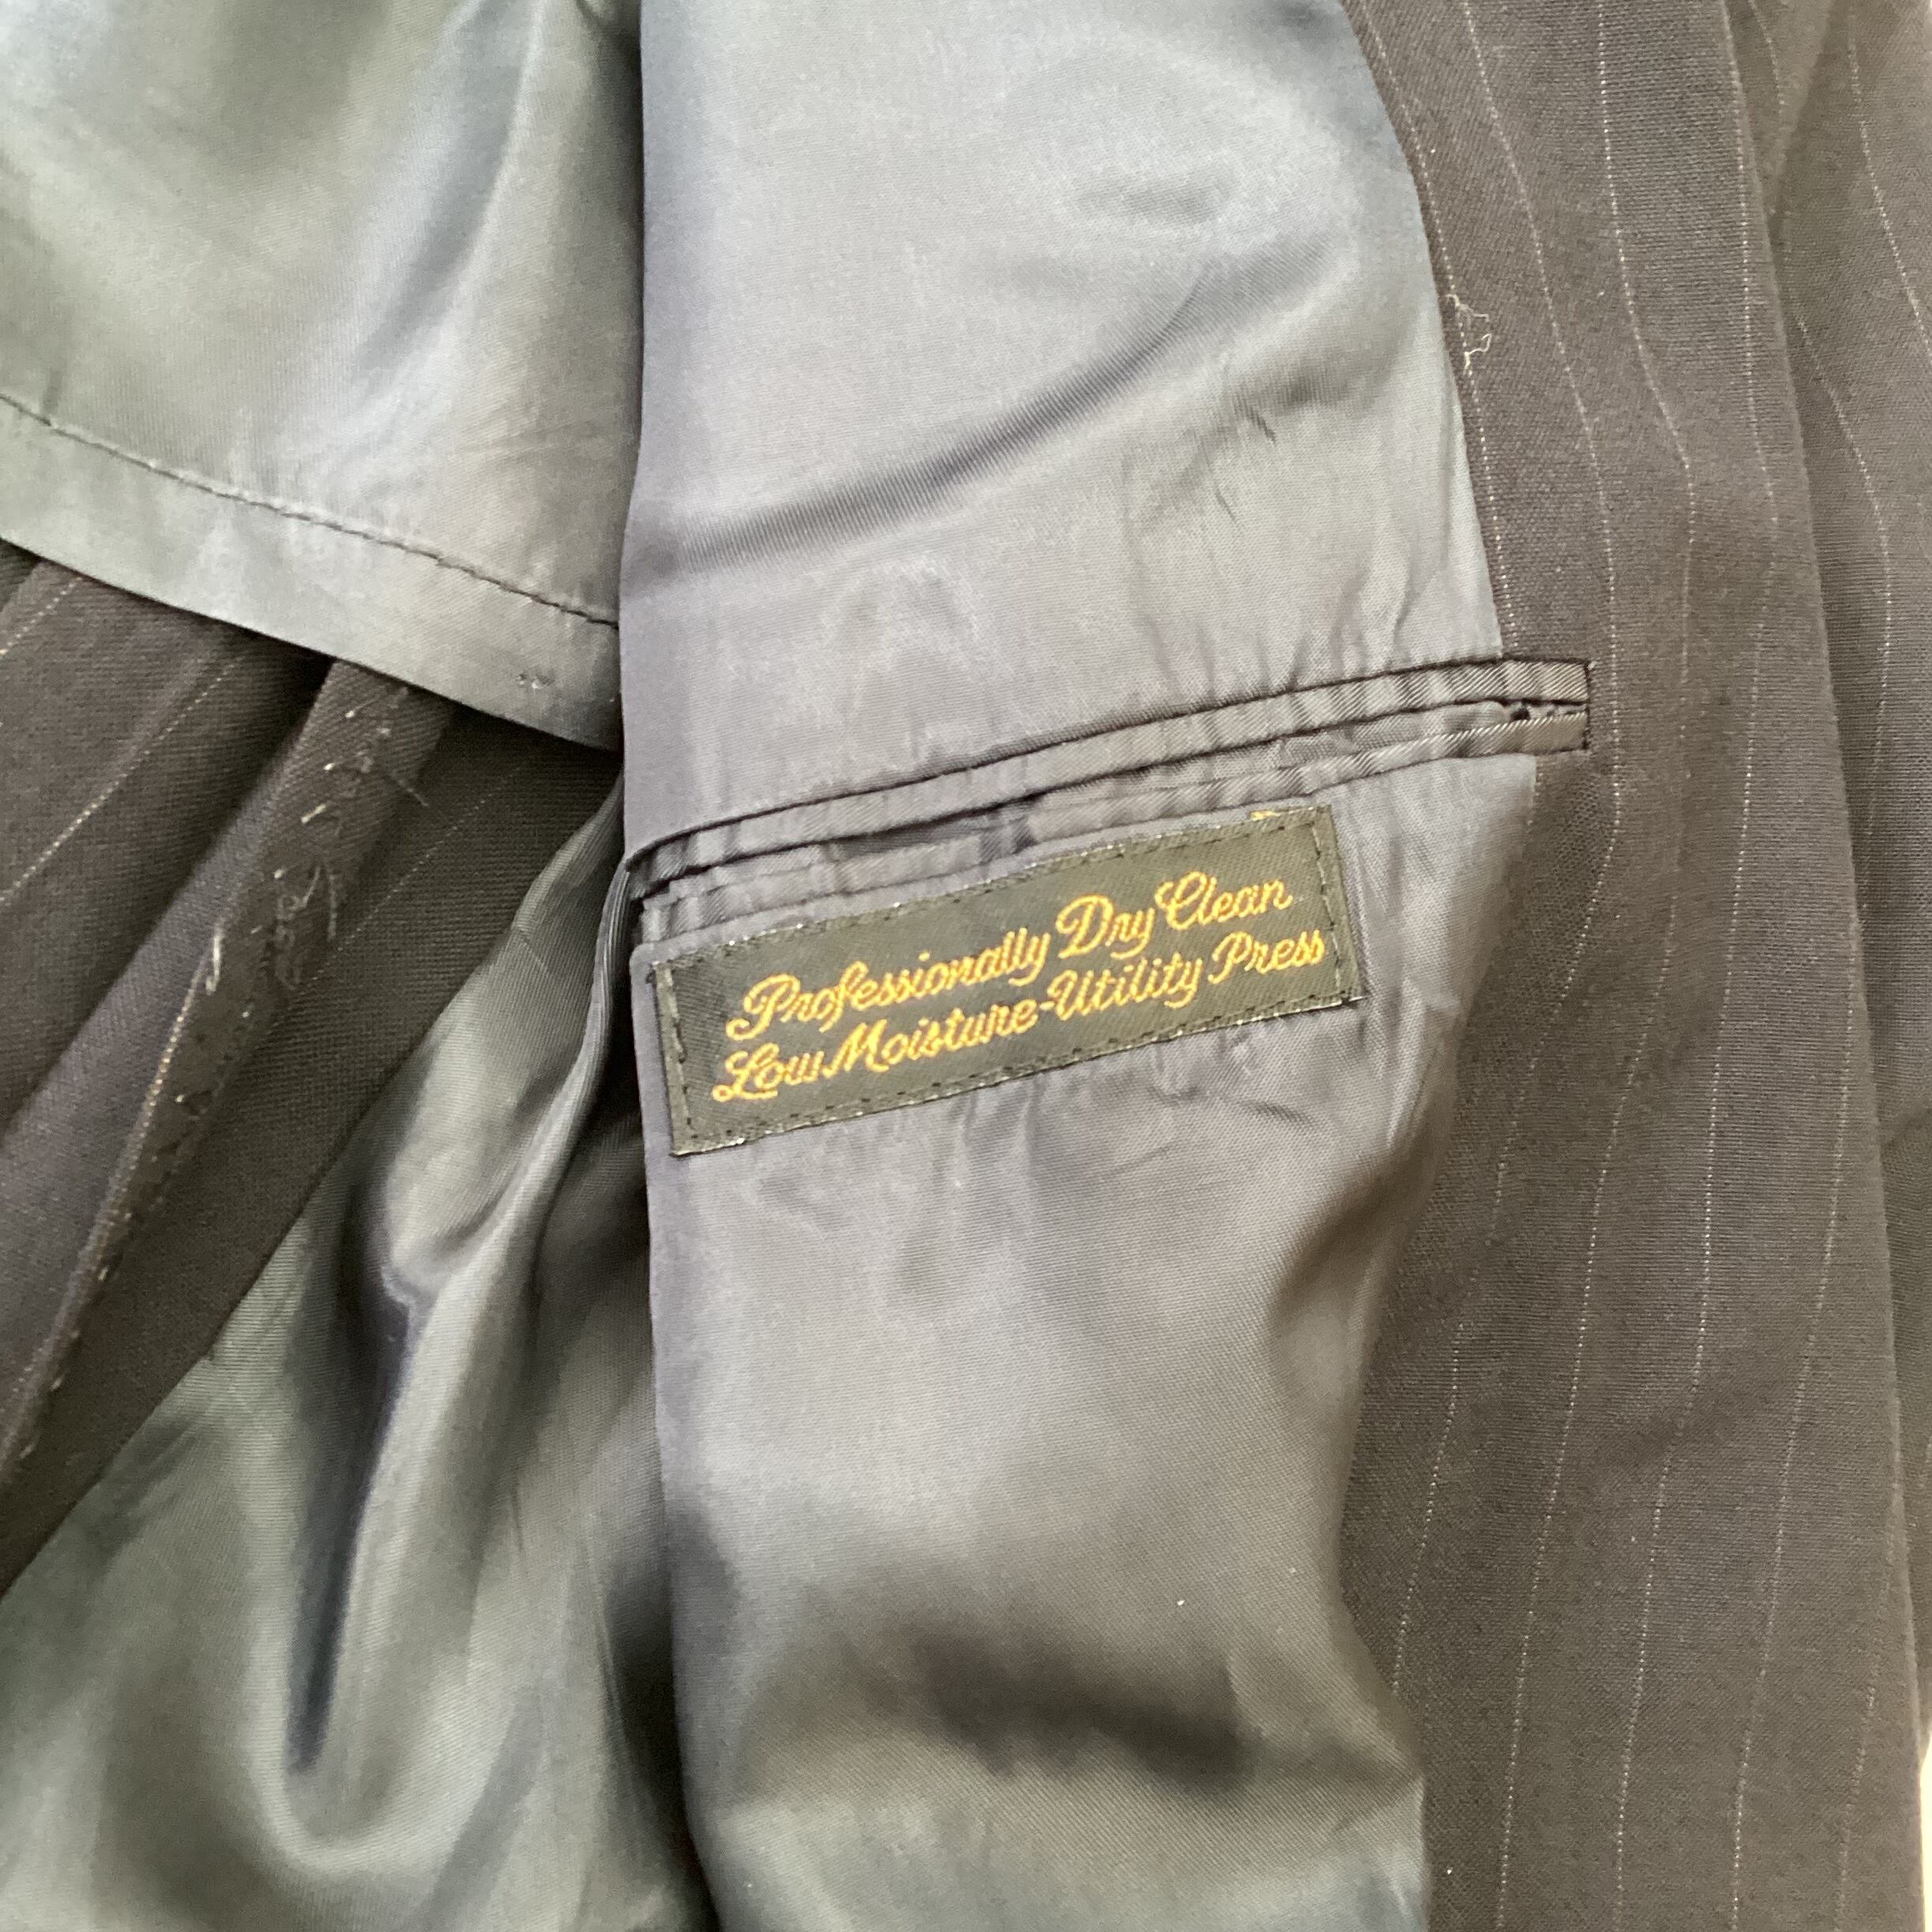 Professionally Dry Clean
Low Moisture-Utility Press